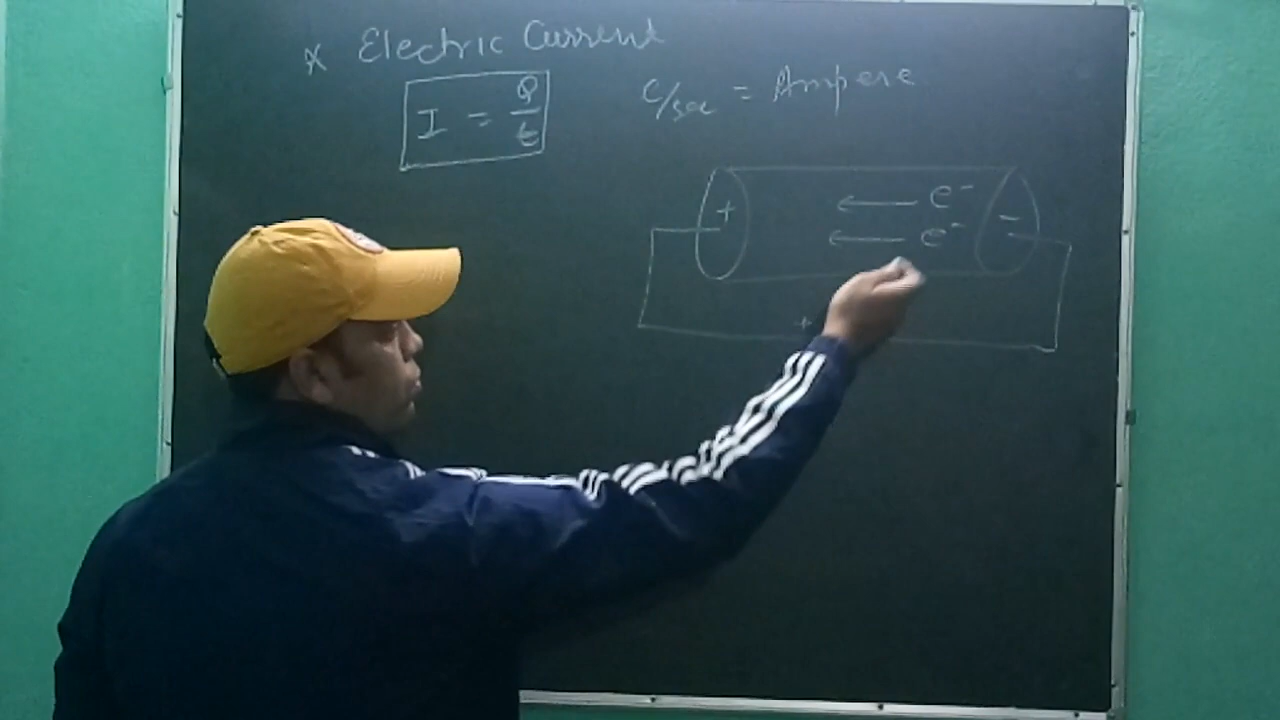 * Electric Current
I = Q/t
C/sec = Ampere
+ ← e⁻ -
← e⁻
+